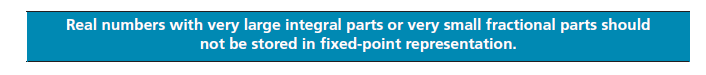 Real numbers with very large integral parts or very small fractional parts should
not be stored in fixed-point representation.